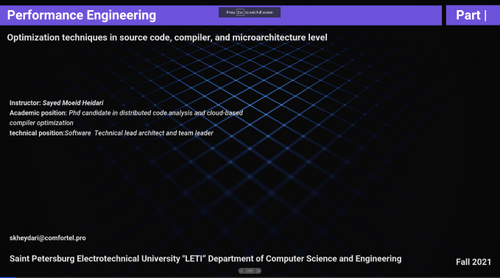 Press Esc to exit full screen
Performance Engineering
Part |
Optimization techniques in source code, compiler, and microarchitecture level
Instructor: Sayed Moeid Heidari
Academic position: Phd candidate in distributed code analysis and cloud-based
compiler optimization
technical position:Software Technical lead architect and team leader
skheydari@comfortel.pro
Saint Petersburg Electrotechnical University "LETI" Department of Computer Science and Engineering
Fall 2021